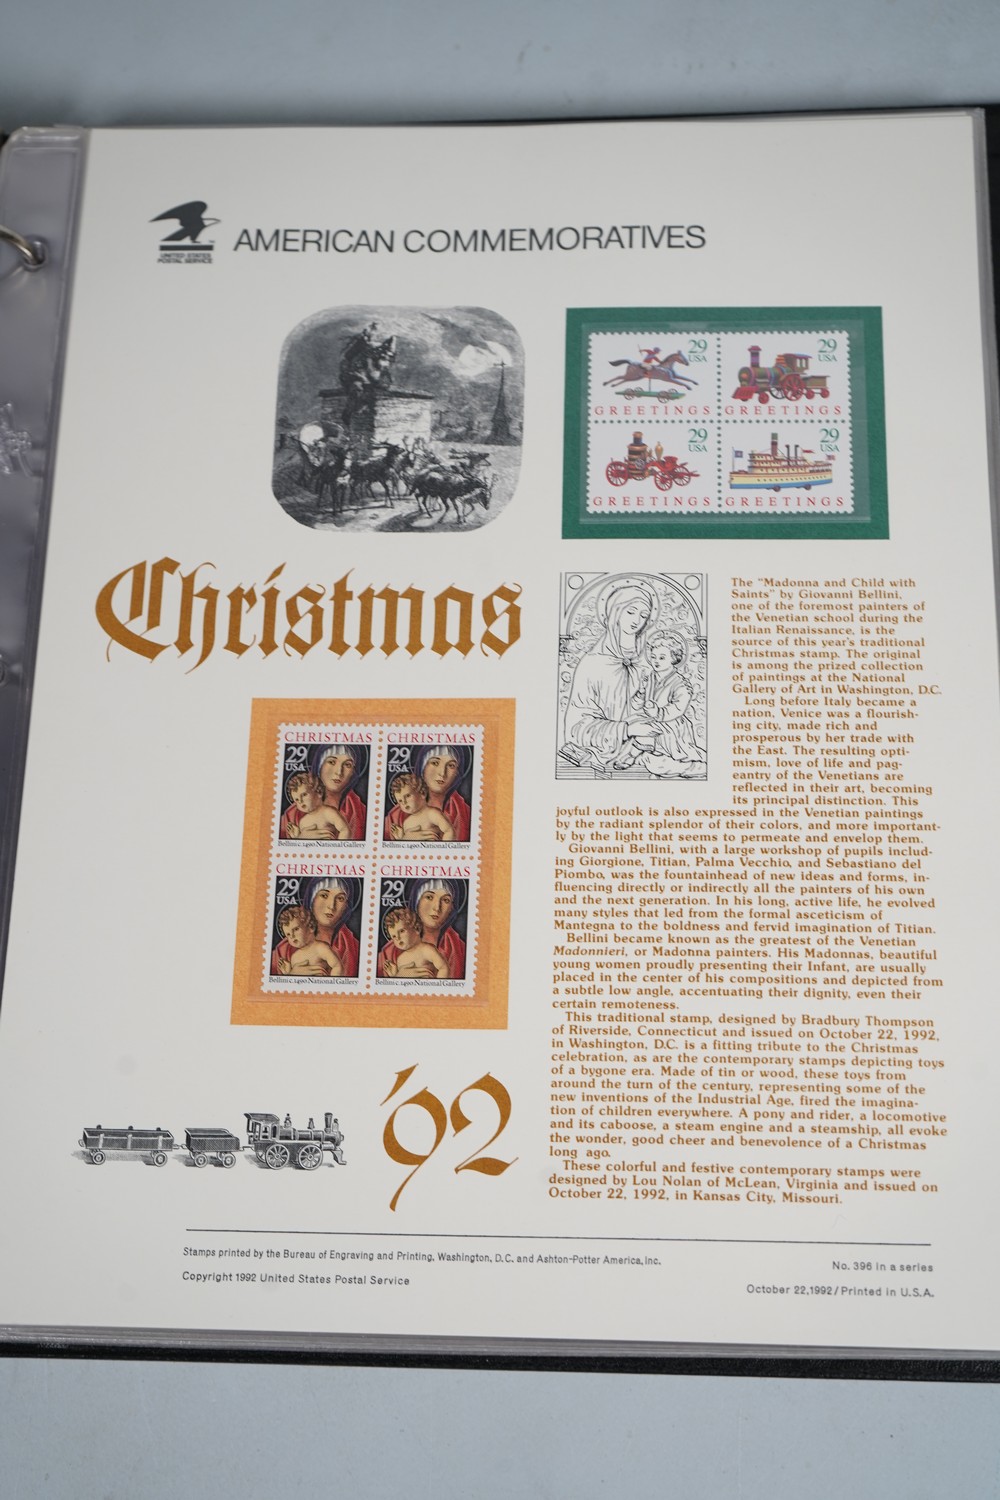 UNITED STATES
POSTAL SERVICE
AMERICAN COMMEMORATIVES
29
USA
GREETINGS
29
USA
GREETINGS
29
USA
GREETINGS
29
USA
GREETINGS
Christmas
CHRISTMAS
29
USA
Bellini c.1490 National Gallery
CHRISTMAS
29
USA
Bellini c.1490 National Gallery
CHRISTMAS
29
USA
Bellini c.1490 National Gallery
CHRISTMAS
29
USA
Bellini c.1490 National Gallery
'92
The "Madonna and Child with
Saints" by Giovanni Bellini,
one of the foremost painters of
the Venetian school during the
Italian Renaissance, is the
source of this year's traditional
Christmas stamp. The original
is among the prized collection
of paintings at the National
Gallery of Art in Washington, D.C.
Long before Italy became a
nation, Venice was a flourish-
ing city, made rich and
prosperous by her trade with
the East. The resulting opti-
mism, love of life and pag-
eantry of the Venetians are
reflected in their art, becoming
its principal distinction. This
joyful outlook is also expressed in the Venetian paintings
by the radiant splendor of their colors, and more important-
ly by the light that seems to permeate and envelop them.
Giovanni Bellini, with a large workshop of pupils includ-
ing Giorgione, Titian, Palma Vecchio, and Sebastiano del
Piombo, was the fountainhead of new ideas and forms, in-
fluencing directly or indirectly all the painters of his own
and the next generation. In his long, active life, he evolved
many styles that led from the formal asceticism of
Mantegna to the boldness and fervid imagination of Titian.
Bellini became known as the greatest of the Venetian
Madonnieri, or Madonna painters. His Madonnas, beautiful
young women proudly presenting their Infant, are usually
placed in the center of his compositions and depicted from
a subtle low angle, accentuating their dignity, even their
certain remoteness.
This traditional stamp, designed by Bradbury Thompson
of Riverside, Connecticut and issued on October 22, 1992,
in Washington, D.C. is a fitting tribute to the Christmas
celebration, as are the contemporary stamps depicting toys
of a bygone era. Made of tin or wood, these toys from
around the turn of the century, representing some of the
new inventions of the Industrial Age, fired the imagina-
tion of children everywhere. A pony and rider, a locomotive
and its caboose, a steam engine and a steamship, all evoke
the wonder, good cheer and benevolence of a Christmas
long ago.
These colorful and festive contemporary stamps were
designed by Lou Nolan of McLean, Virginia and issued on
October 22, 1992, in Kansas City, Missouri.
Stamps printed by the Bureau of Engraving and Printing, Washington, D.C. and Ashton-Potter America, Inc.
Copyright 1992 United States Postal Service
No. 396 in a series
October 22,1992/Printed in U.S.A.